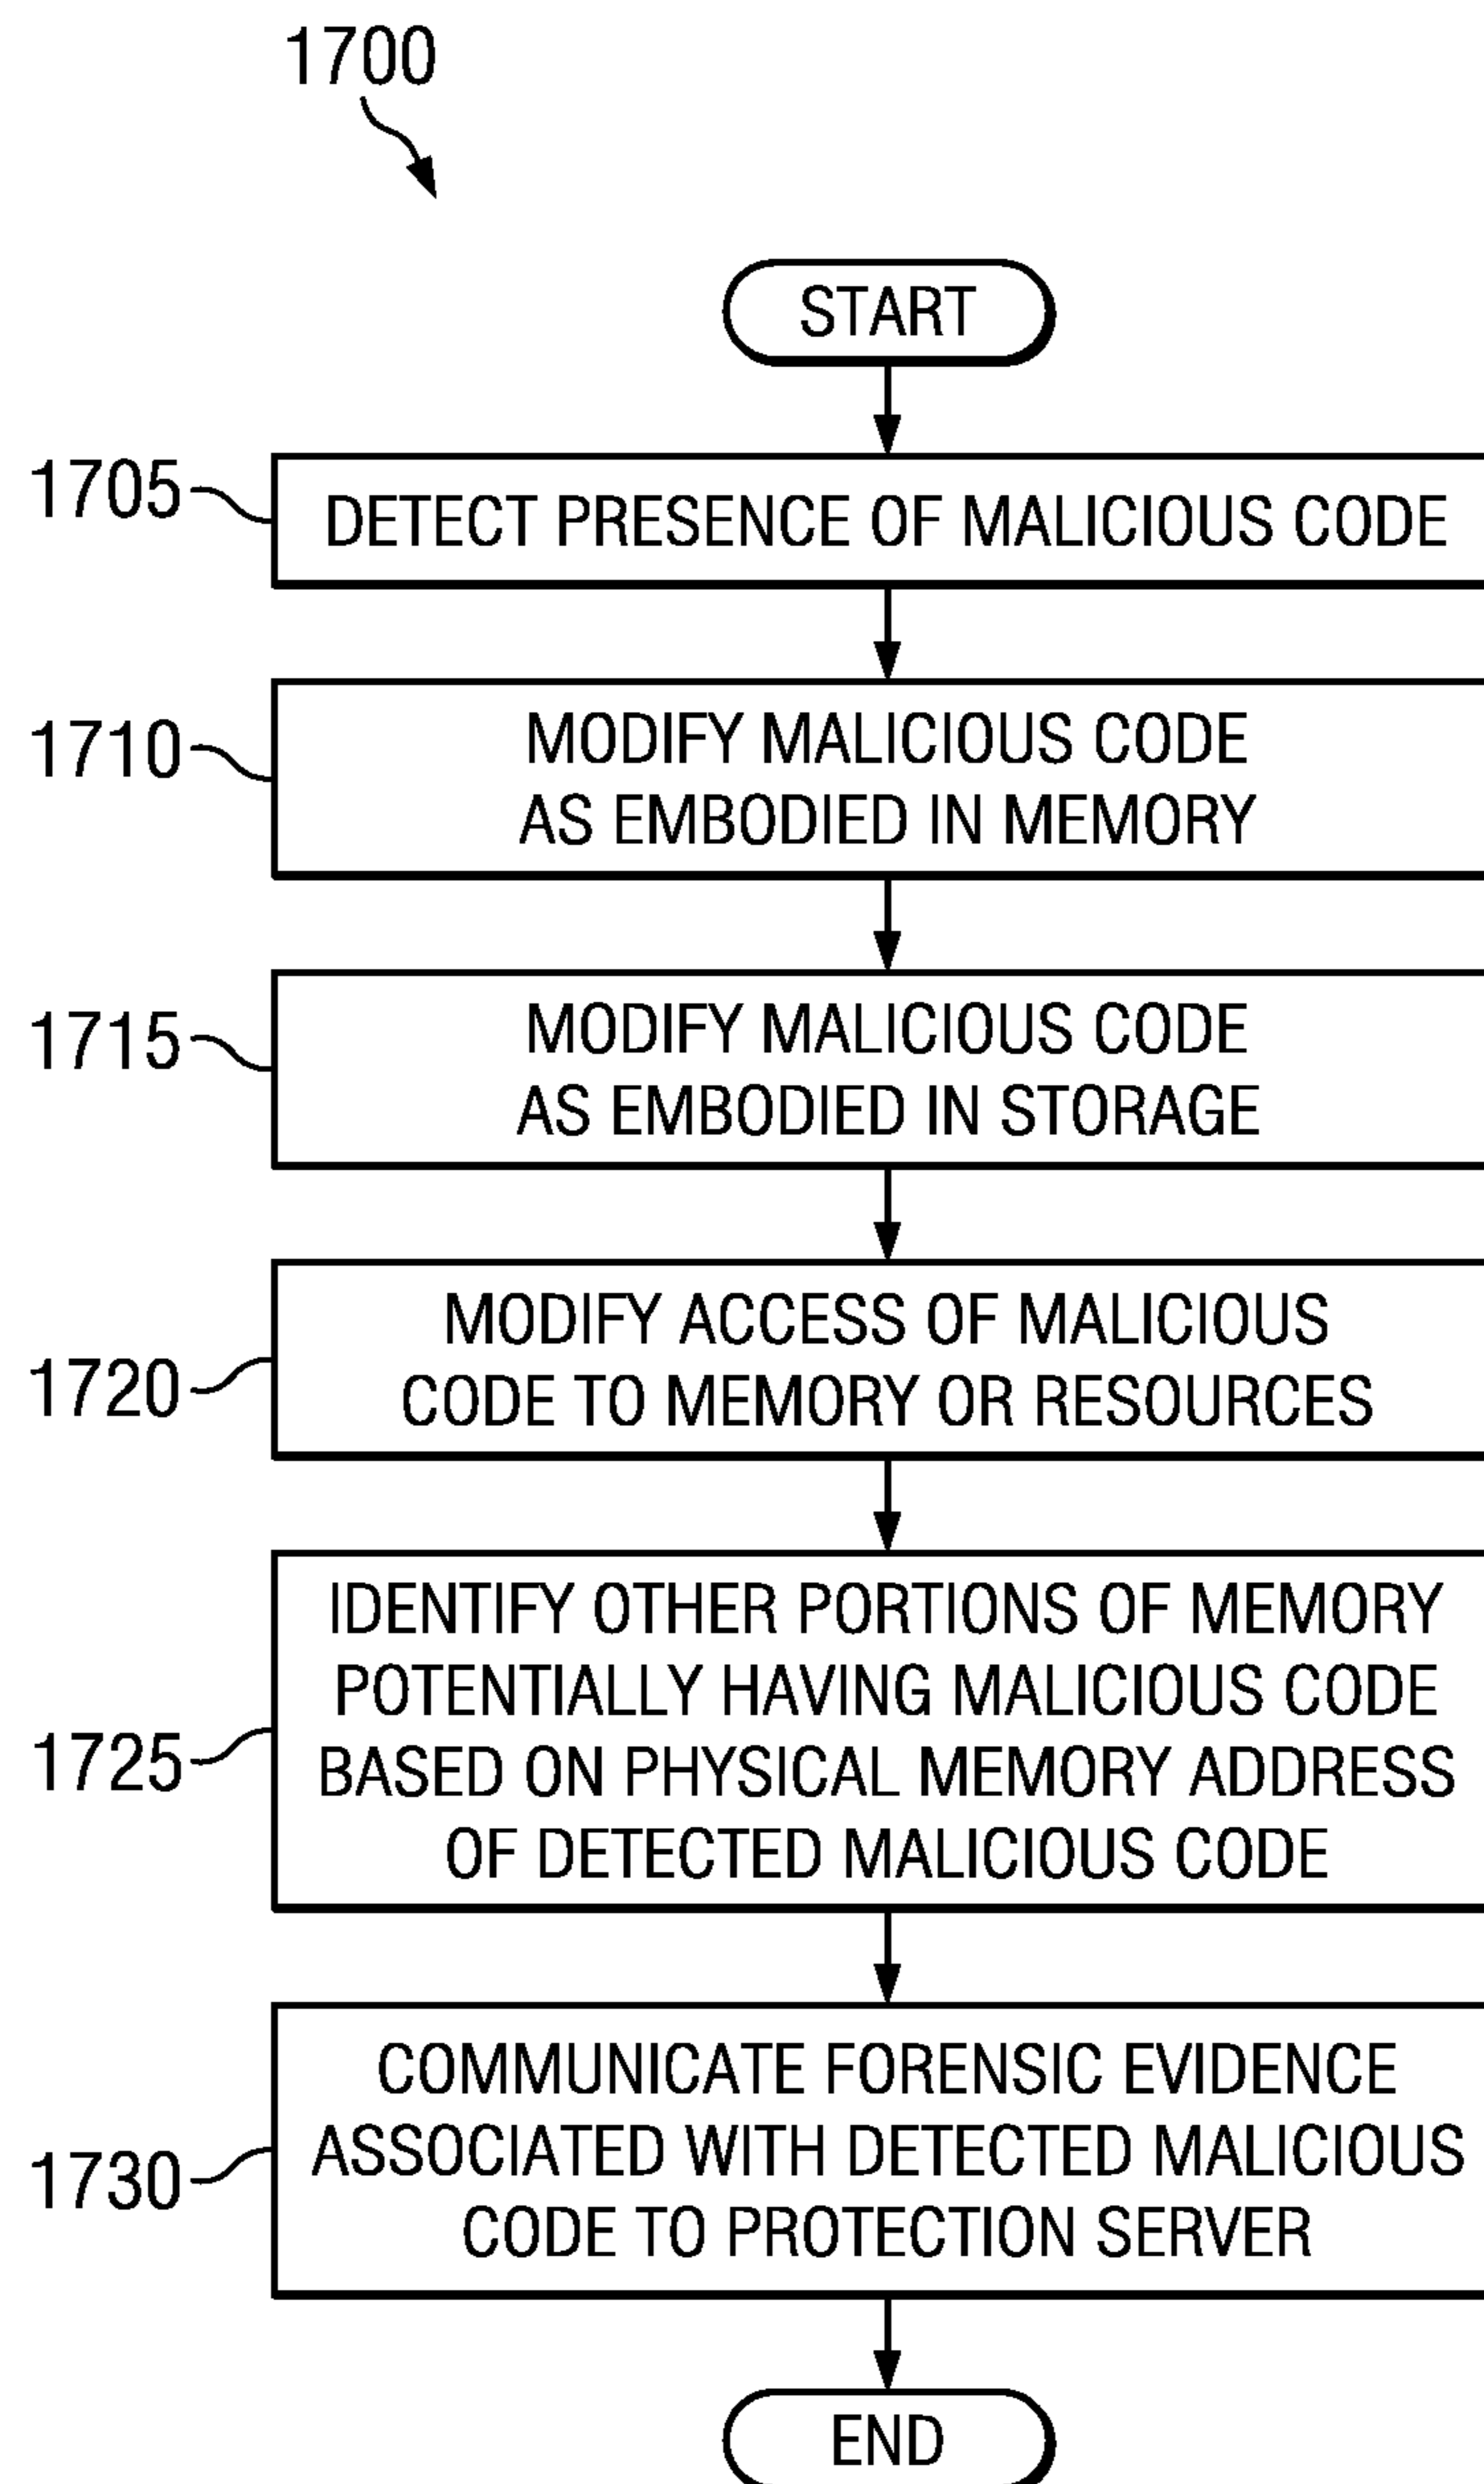 1700
START
1705
DETECT PRESENCE OF MALICIOUS CODE
1710
MODIFY MALICIOUS CODE
AS EMBODIED IN MEMORY
1715
MODIFY MALICIOUS CODE
AS EMBODIED IN STORAGE
1720
MODIFY ACCESS OF MALICIOUS
CODE TO MEMORY OR RESOURCES
1725
IDENTIFY OTHER PORTIONS OF MEMORY
POTENTIALLY HAVING MALICIOUS CODE
BASED ON PHYSICAL MEMORY ADDRESS
OF DETECTED MALICIOUS CODE
1730
COMMUNICATE FORENSIC EVIDENCE
ASSOCIATED WITH DETECTED MALICIOUS
CODE TO PROTECTION SERVER
END